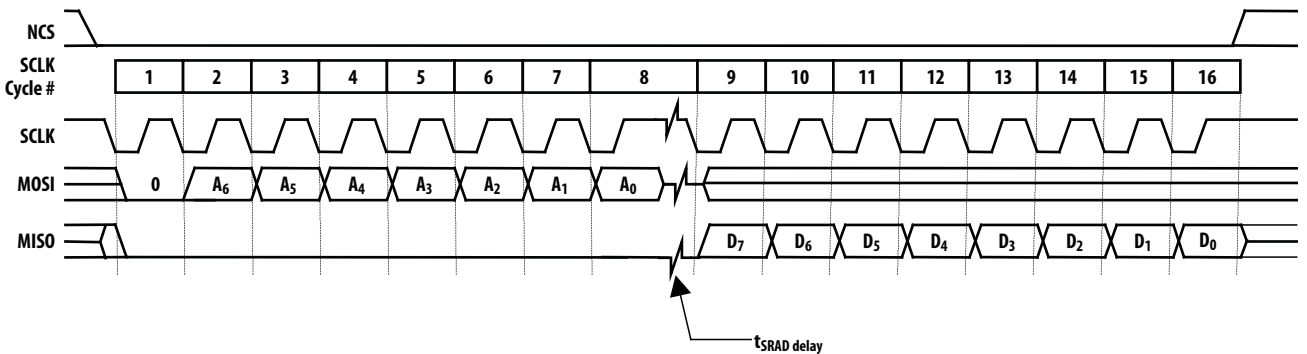 NCS
SCLK
Cycle #
1 2 3 4 5 6 7 8 9 10 11 12 13 14 15 16
SCLK
MOSI 0 A6 A5 A4 A3 A2 A1 A0
MISO D7 D6 D5 D4 D3 D2 D1 D0
tSRAD delay